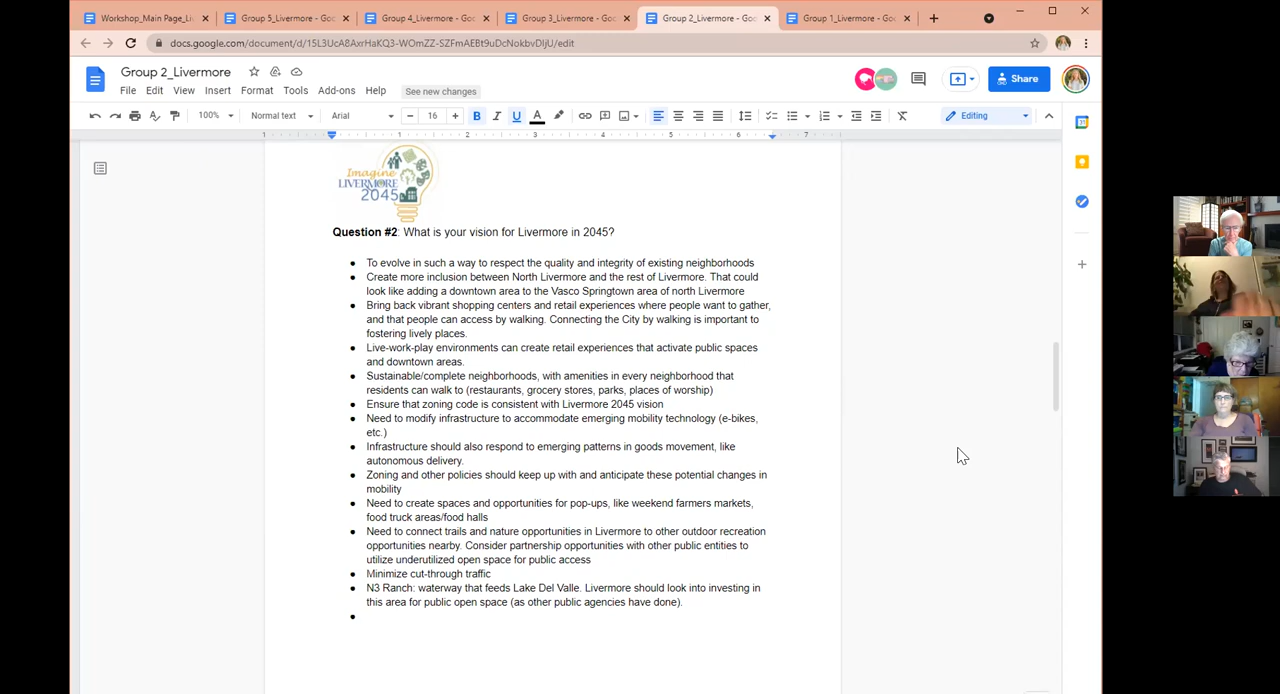 Workshop_Main Page_Li
Group 5_Livermore - Goo
Group 4_Livermore - Goo
Group 3_Livermore - Goo
Group 2_Livermore - Goo
Group 1_Livermore - Goo
docs.google.com/document/d/15L3UcA8AxrHaKQ3-WOmZZ-SZFmAEBt9uDcNokbvDIjU/edit
Group 2_Livermore
File Edit View Insert Format Tools Add-ons Help See new changes
Share
100% Normal text Arial 16 B I U A Editing
1 1 2 3 4 5 6 7
Imagine
LIVERMORE
2045
Question #2: What is your vision for Livermore in 2045?
To evolve in such a way to respect the quality and integrity of existing neighborhoods
Create more inclusion between North Livermore and the rest of Livermore. That could
look like adding a downtown area to the Vasco Springtown area of north Livermore
Bring back vibrant shopping centers and retail experiences where people want to gather,
and that people can access by walking. Connecting the City by walking is important to
fostering lively places.
Live-work-play environments can create retail experiences that activate public spaces
and downtown areas.
Sustainable/complete neighborhoods, with amenities in every neighborhood that
residents can walk to (restaurants, grocery stores, parks, places of worship)
Ensure that zoning code is consistent with Livermore 2045 vision
Need to modify infrastructure to accommodate emerging mobility technology (e-bikes,
etc.)
Infrastructure should also respond to emerging patterns in goods movement, like
autonomous delivery.
Zoning and other policies should keep up with and anticipate these potential changes in
mobility
Need to create spaces and opportunities for pop-ups, like weekend farmers markets,
food truck areas/food halls
Need to connect trails and nature opportunities in Livermore to other outdoor recreation
opportunities nearby. Consider partnership opportunities with other public entities to
utilize underutilized open space for public access
Minimize cut-through traffic
N3 Ranch: waterway that feeds Lake Del Valle. Livermore should look into investing in
this area for public open space (as other public agencies have done).